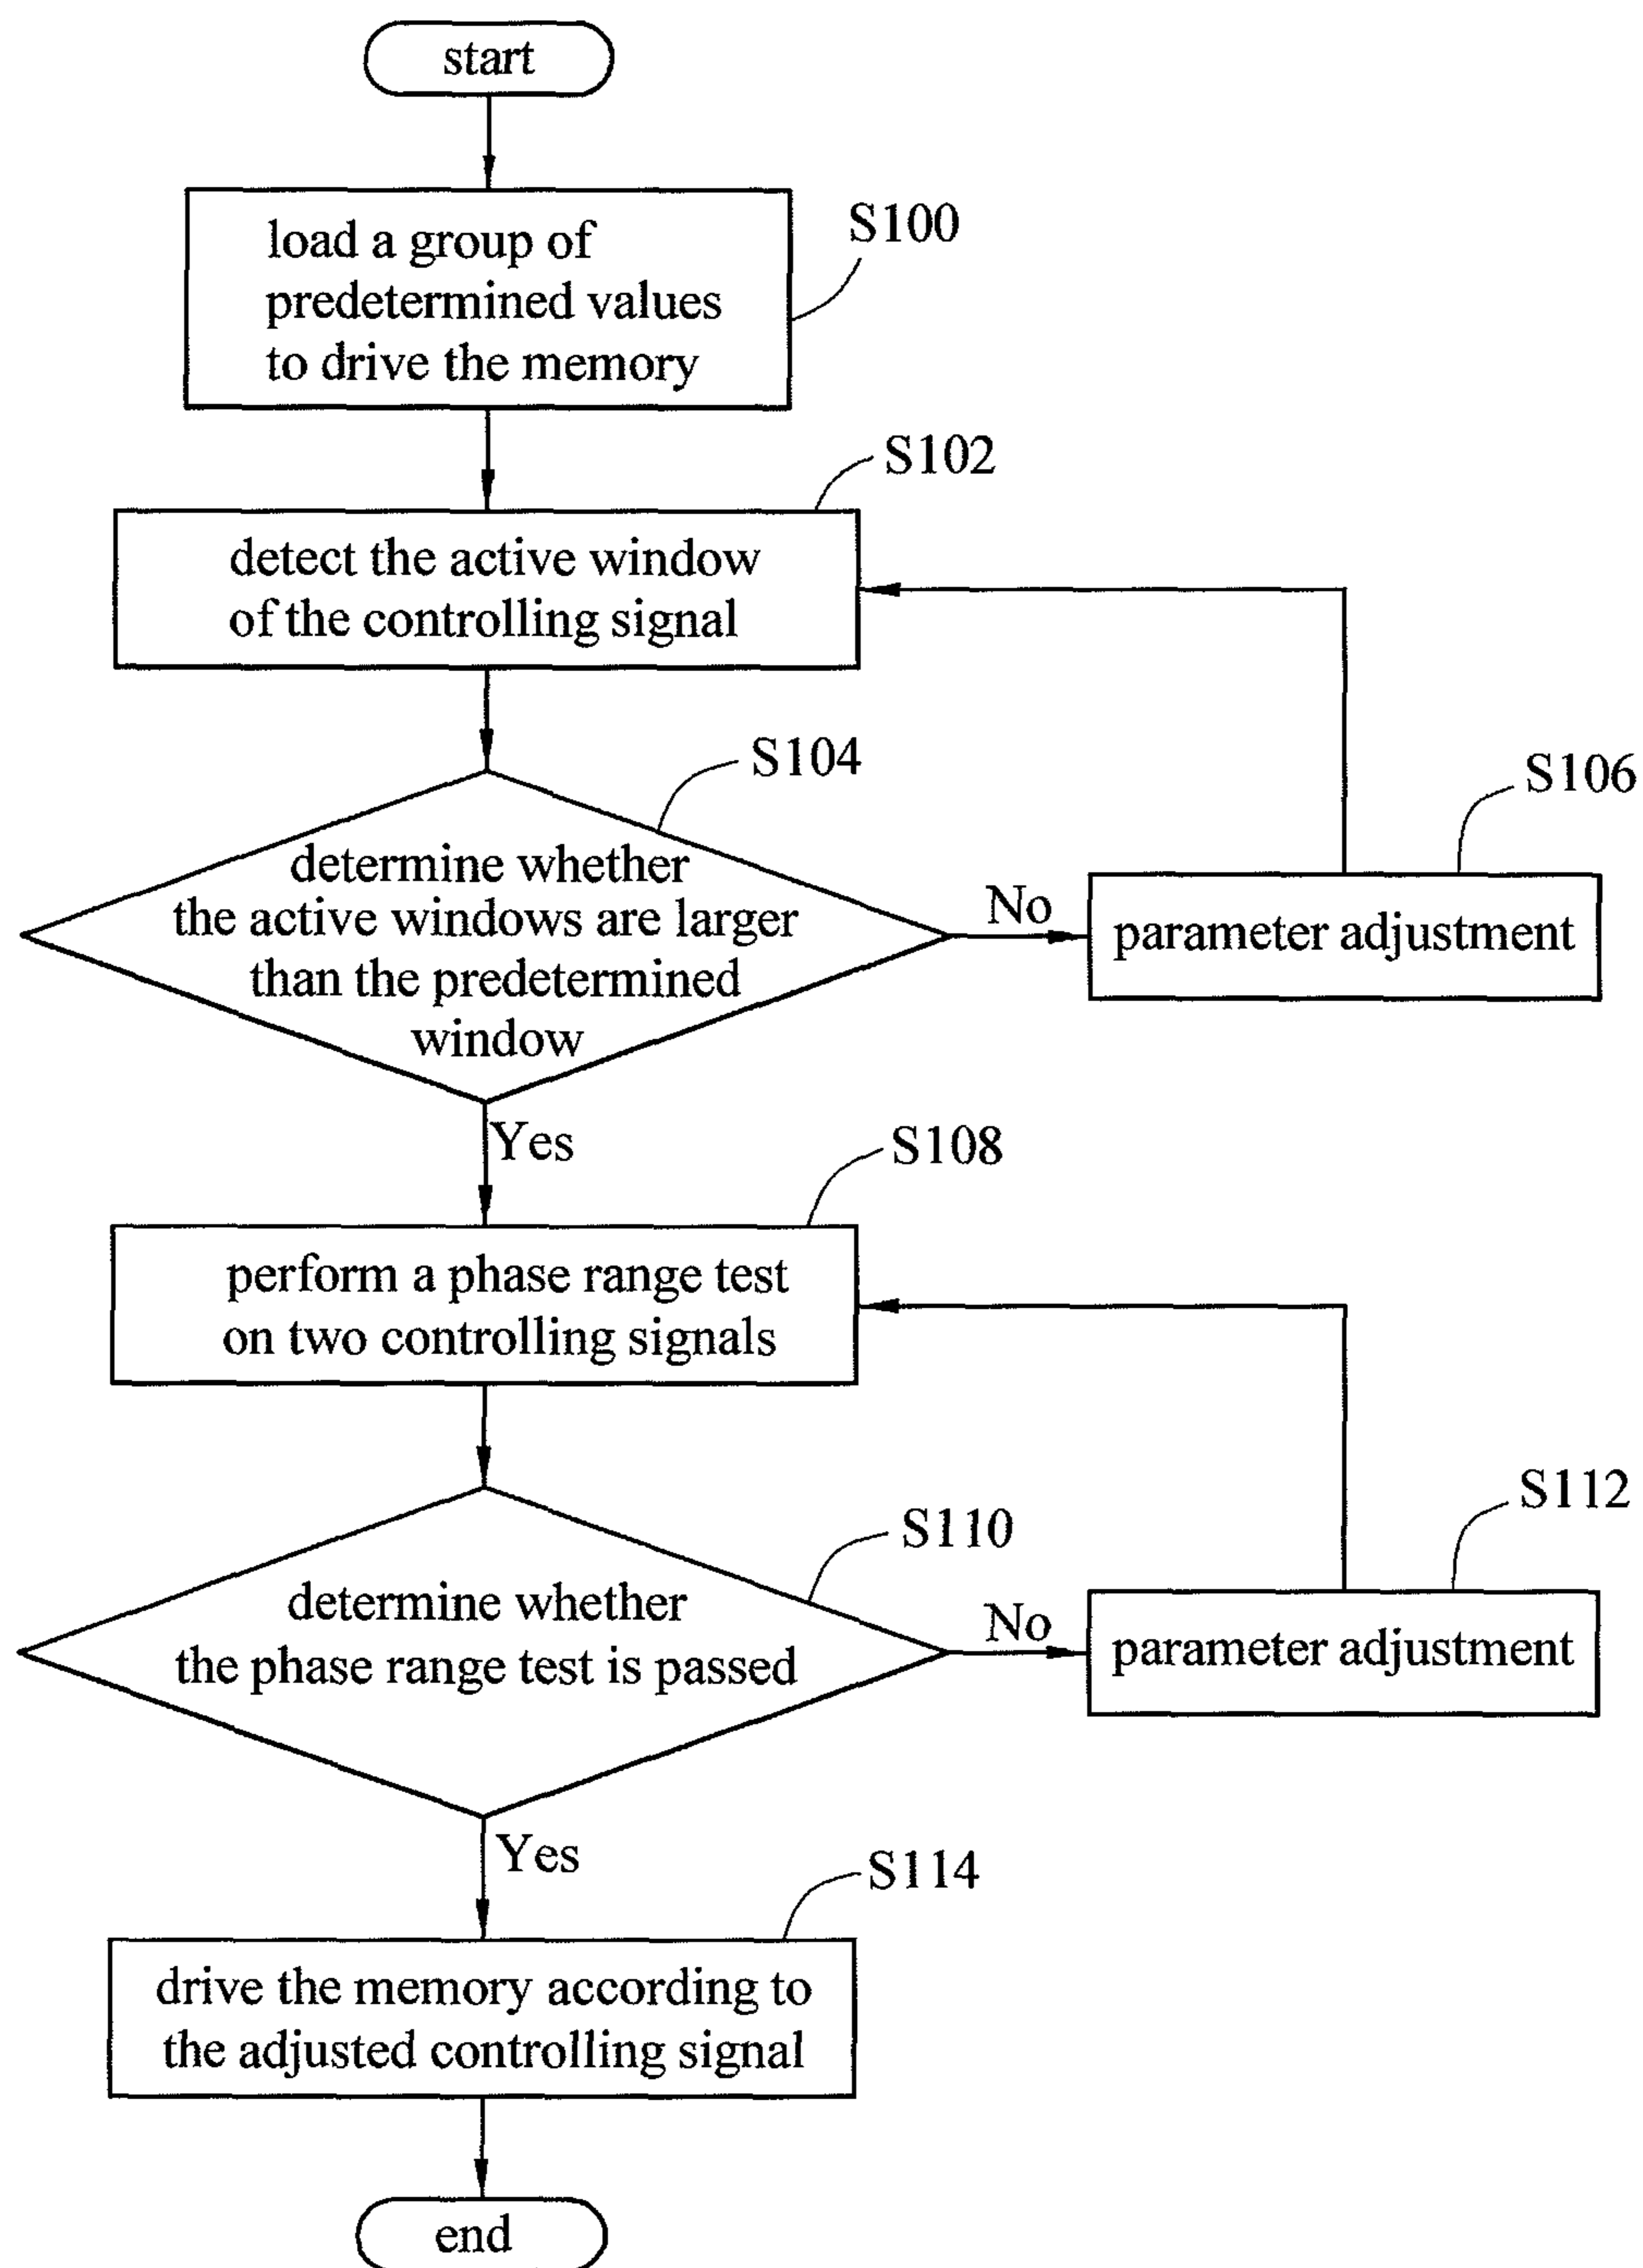 start
load a group of
predetermined values
to drive the memory
S100
detect the active window
of the controlling signal
S102
determine whether
the active windows are larger
than the predetermined
window
S104
No
parameter adjustment
S106
Yes
perform a phase range test
on two controlling signals
S108
determine whether
the phase range test is passed
S110
No
parameter adjustment
S112
Yes
drive the memory according to
the adjusted controlling signal
S114
end